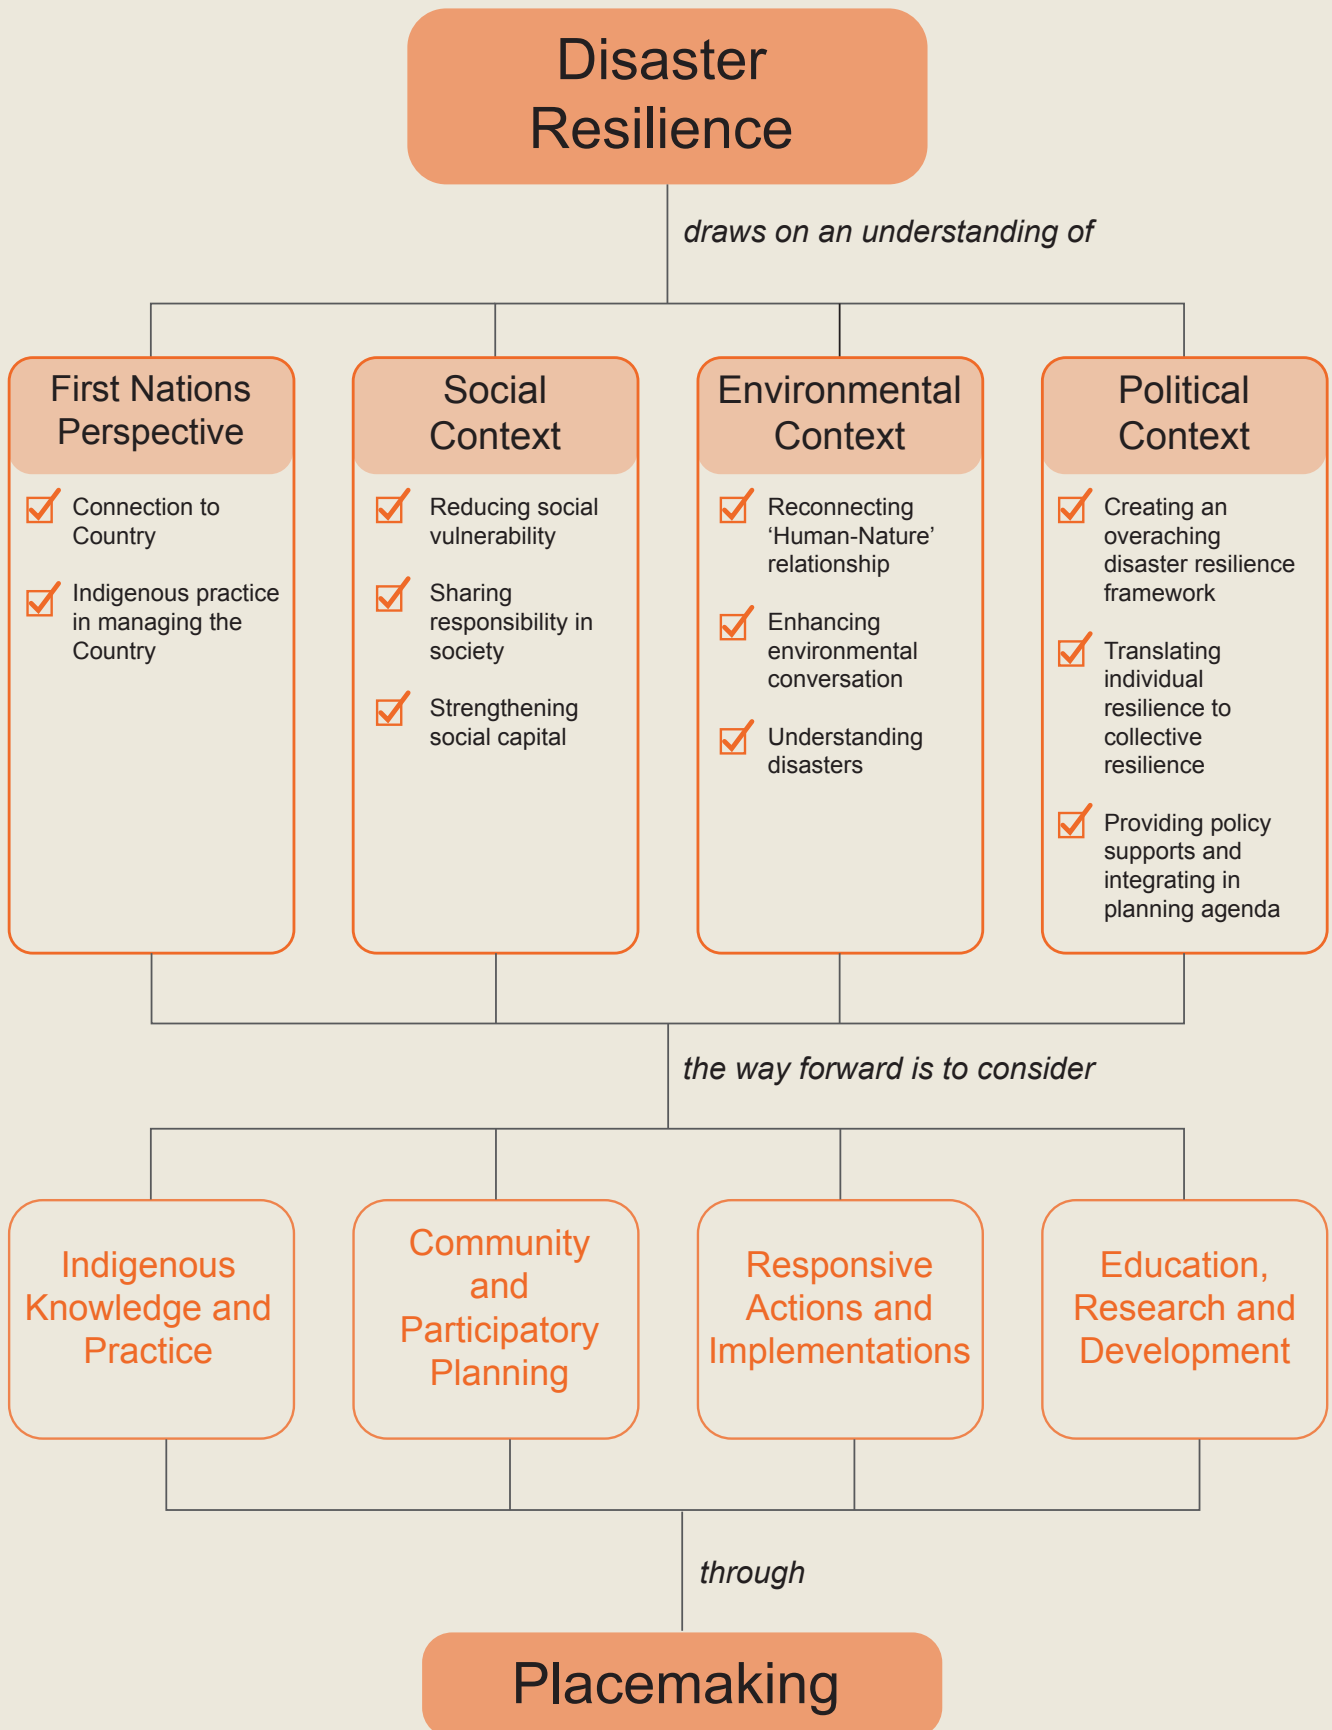 Disaster
Resilience
draws on an understanding of
First Nations
Perspective
Connection to
Country
Indigenous practice
in managing the
Country
Social
Context
Reducing social
vulnerability
Sharing
responsibility in
society
Strengthening
social capital
Environmental
Context
Reconnecting
‘Human-Nature’
relationship
Enhancing
environmental
conversation
Understanding
disasters
Political
Context
Creating an
overaching
disaster resilience
framework
Translating
individual
resilience to
collective
resilience
Providing policy
supports and
integrating in
planning agenda
the way forward is to consider
Indigenous
Knowledge and
Practice
Community
and
Participatory
Planning
Responsive
Actions and
Implementations
Education,
Research and
Development
through
Placemaking